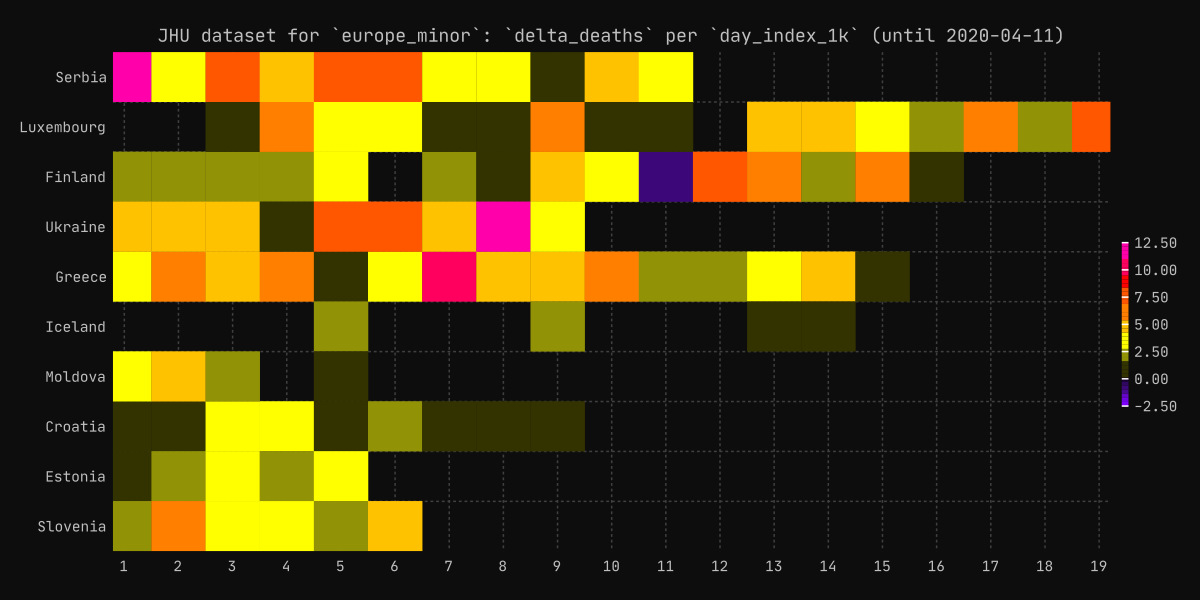 JHU dataset for `europe_minor`: `delta_deaths` per `day_index_1k` (until 2020-04-11)
Serbia
Luxembourg
Finland
Ukraine
Greece
Iceland
Moldova
Croatia
Estonia
Slovenia
1 2 3 4 5 6 7 8 9 10 11 12 13 14 15 16 17 18 19
12.50
10.00
7.50
5.00
2.50
0.00
−2.50